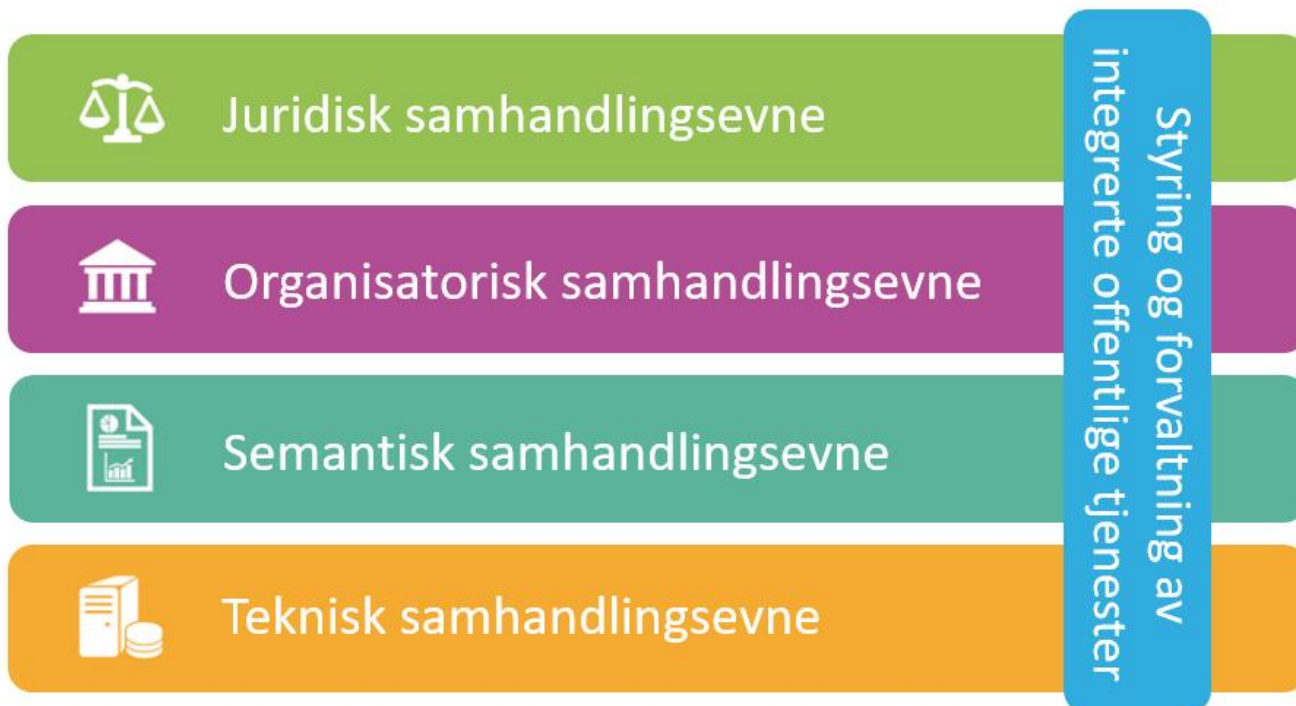 Juridisk samhandlingsevne
Organisatorisk samhandlingsevne
Semantisk samhandlingsevne
Teknisk samhandlingsevne
Styring og forvaltning av
integrerte offentlige tjenester